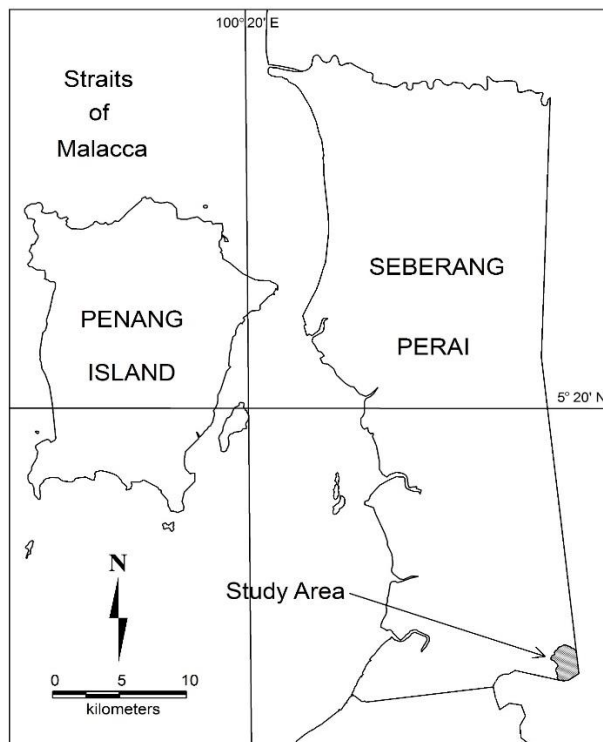 100° 20' E
Straits
of
Malacca
SEBERANG
PERAI
PENANG
ISLAND
5° 20' N
N
Study Area
0 5 10
kilometers